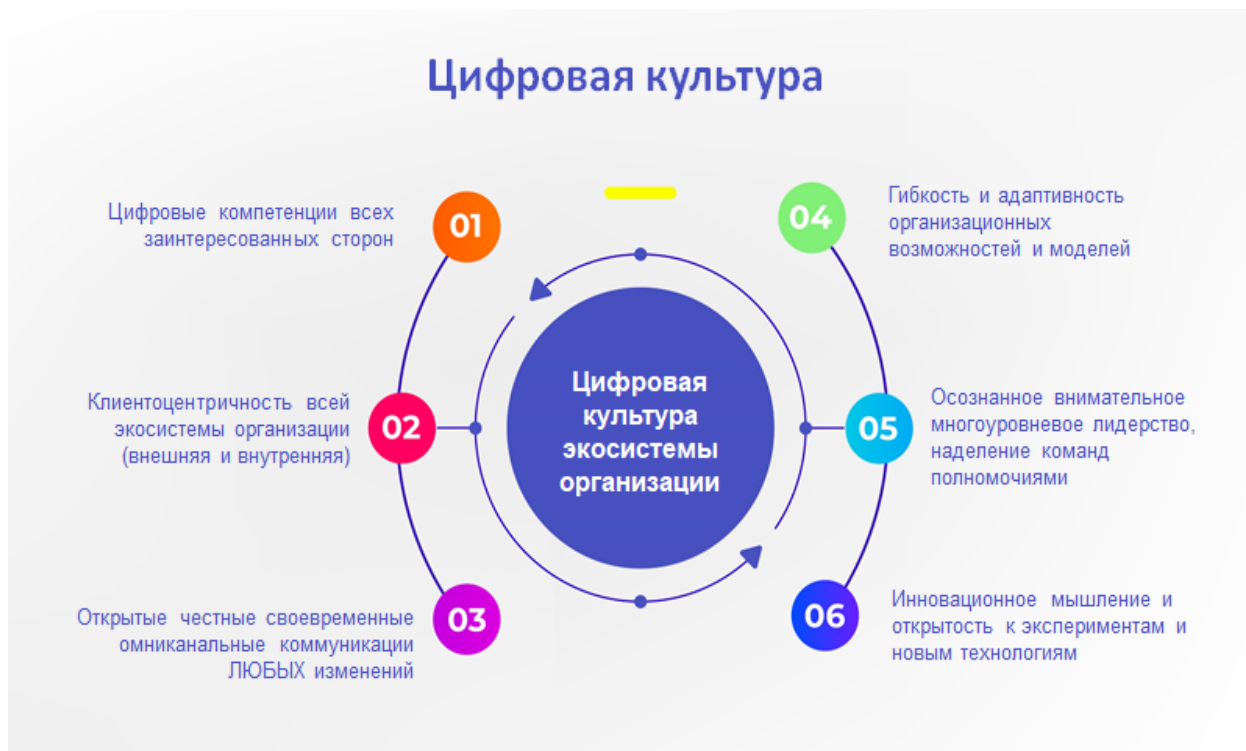 Цифровая культура
01
Цифровые компетенции всех
заинтересованных сторон
02
Клиентоцентричность всей
экосистемы организации
(внешняя и внутренняя)
03
Открытые честные своевременные
омниканальные коммуникации
ЛЮБЫХ изменений
Цифровая
культура
экосистемы
организации
04
Гибкость и адаптивность
организационных
возможностей и моделей
05
Осознанное внимательное
многоуровневое лидерство,
наделение команд
полномочиями
06
Инновационное мышление и
открытость к экспериментам и
новым технологиям